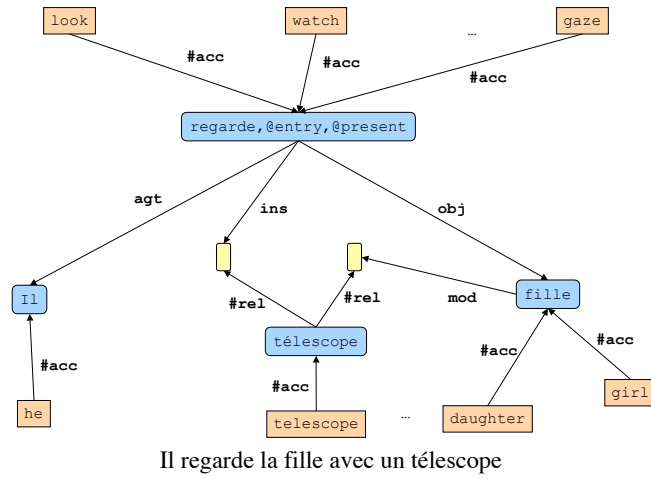 look
watch
…
gaze
#acc
#acc
#acc
regarde,@entry,@present
agt
ins
obj
Il
#rel
#rel
mod
fille
télescope
#acc
#acc
#acc
#acc
he
telescope
…
daughter
girl
Il regarde la fille avec un télescope